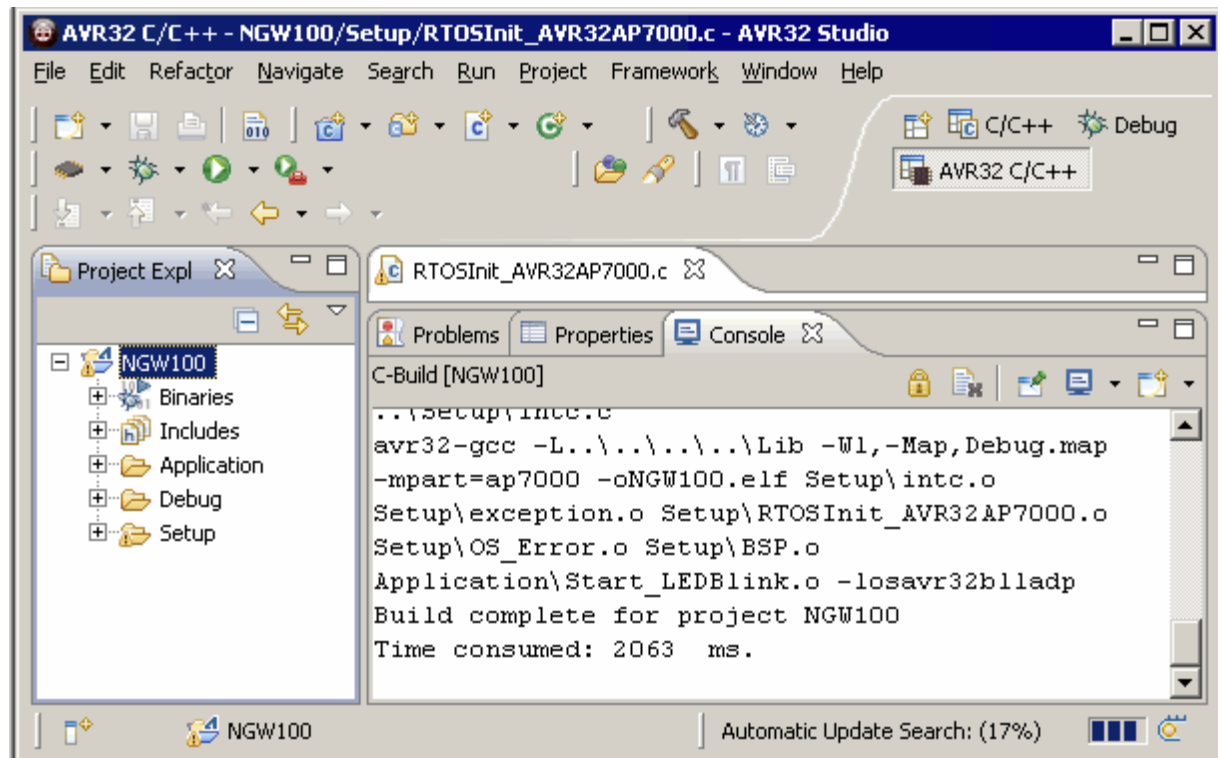 AVR32 C/C++ - NGW100/Setup/RTOSInit_AVR32AP7000.c - AVR32 Studio
File Edit Refactor Navigate Search Run Project Framework Window Help
C/C++ Debug
AVR32 C/C++
Project Expl
RTOSInit_AVR32AP7000.c
NGW100
Binaries
Includes
Application
Debug
Setup
Problems Properties Console
C-Build [NGW100]
..\Setup\intc.c
avr32-gcc -L..\..\..\..\Lib -Wl,-Map,Debug.map
-mpart=ap7000 -oNGW100.elf Setup\intc.o
Setup\exception.o Setup\RTOSInit_AVR32AP7000.o
Setup\OS_Error.o Setup\BSP.o
Application\Start_LEDBlink.o -losavr32blladp
Build complete for project NGW100
Time consumed: 2063  ms.
NGW100
Automatic Update Search: (17%)